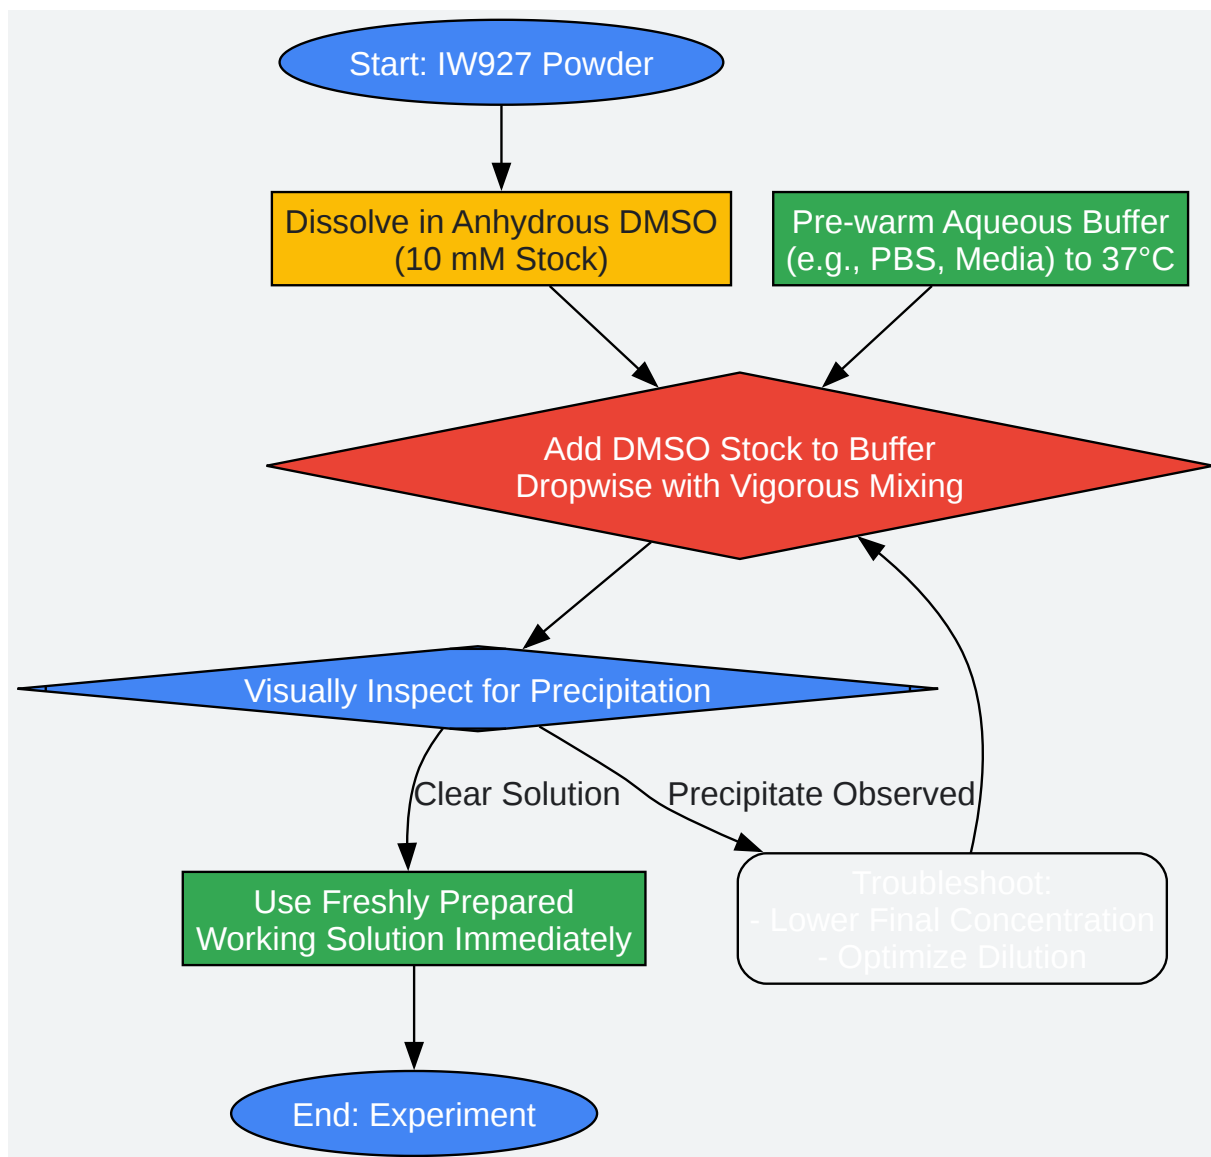 Start: IW927 Powder
Dissolve in Anhydrous DMSO
(10 mM Stock)
Pre-warm Aqueous Buffer
(e.g., PBS, Media) to 37°C
Add DMSO Stock to Buffer
Dropwise with Vigorous Mixing
Visually Inspect for Precipitation
Clear Solution
Precipitate Observed
Use Freshly Prepared
Working Solution Immediately
Troubleshoot:
- Lower Final Concentration
- Optimize Dilution
End: Experiment